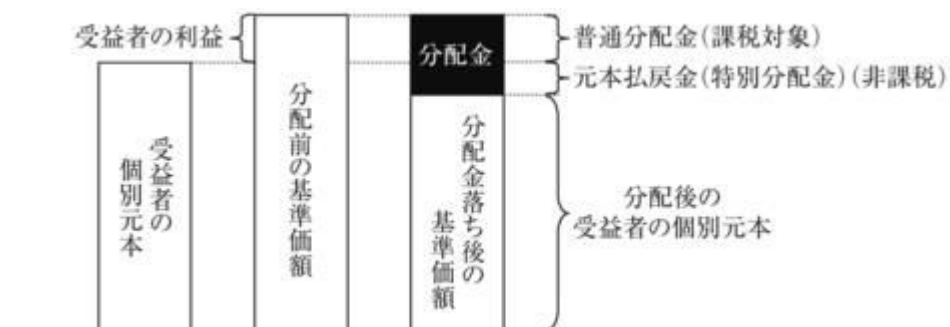 受益者の利益
分配金
普通分配金(課税対象)
元本払戻金(特別分配金)(非課税)
受益者の
個別元本
分配前の基準価額
分配金落ち後の
基準価額
分配後の
受益者の個別元本